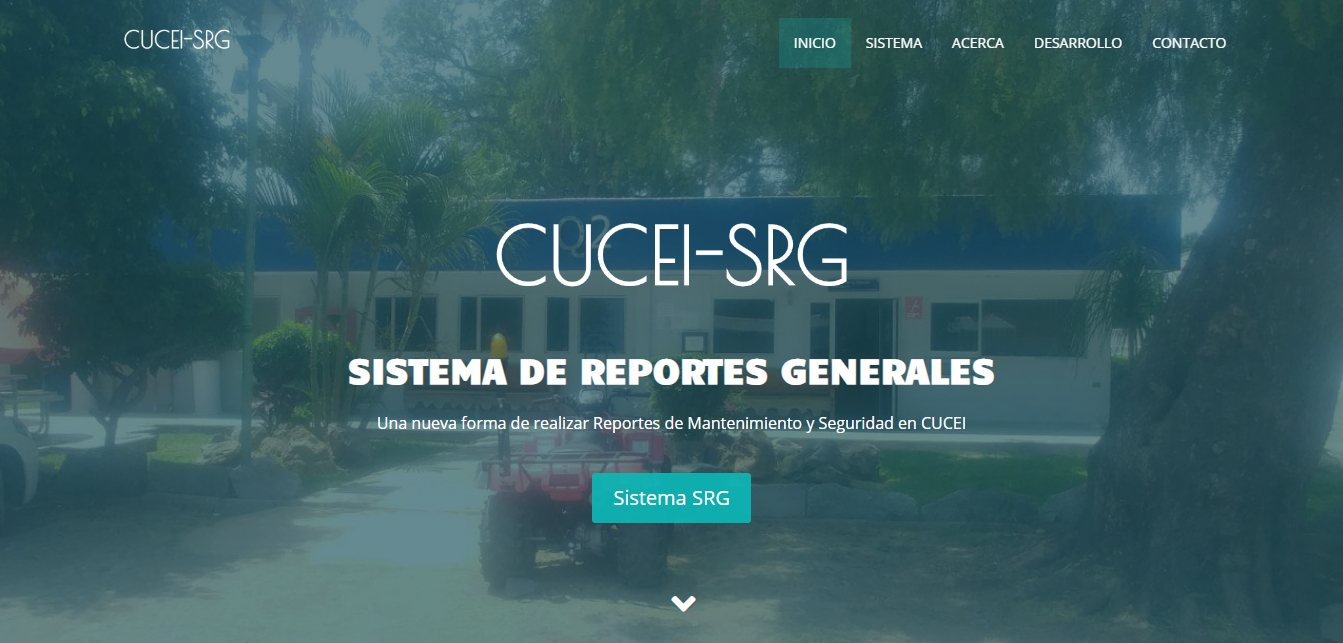 CUCEI-SRG
INICIO SISTEMA ACERCA DESARROLLO CONTACTO
Q2
CUCEI-SRG
SISTEMA DE REPORTES GENERALES
Una nueva forma de realizar Reportes de Mantenimiento y Seguridad en CUCEI
Sistema SRG